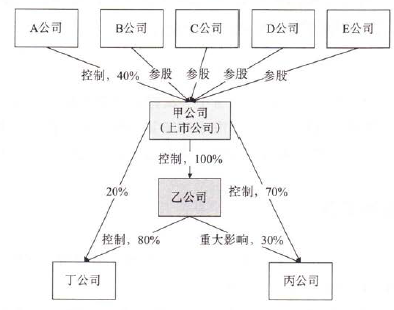 A公司 B公司 C公司 D公司 E公司
控制，40% 参股 参股 参股 参股
甲公司
（上市公司）
控制，100%
20% 乙公司 控制，70%
控制，80% 重大影响，30%
丁公司 丙公司